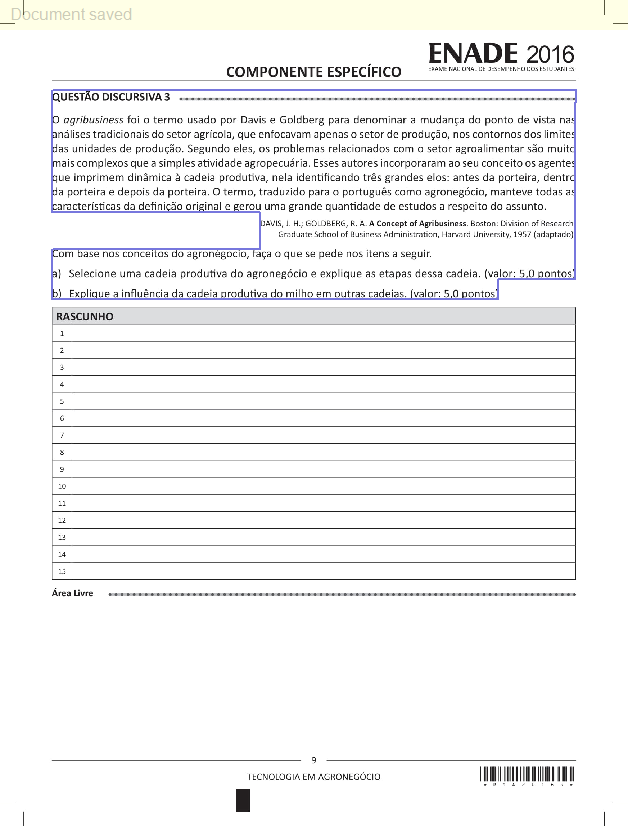 Document saved
ENADE 2016
EXAME NACIONAL DE DESEMPENHO DOS ESTUDANTES
COMPONENTE ESPECÍFICO
QUESTÃO DISCURSIVA 3
O agribusiness foi o termo usado por Davis e Goldberg para denominar a mudança do ponto de vista nas
análises tradicionais do setor agrícola, que enfocavam apenas o setor de produção, nos contornos dos limites
das unidades de produção. Segundo eles, os problemas relacionados com o setor agroalimentar são muito
mais complexos que a simples atividade agropecuária. Esses autores incorporaram ao seu conceito os agentes
que imprimem dinâmica à cadeia produtiva, nela identificando três grandes elos: antes da porteira, dentro
da porteira e depois da porteira. O termo, traduzido para o português como agronegócio, manteve todas as
características da definição original e gerou uma grande quantidade de estudos a respeito do assunto.
DAVIS, J. H.; GOLDBERG, R. A. A Concept of Agribusiness. Boston: Division of Research
Graduate School of Business Administration, Harvard University, 1957 (adaptado)
Com base nos conceitos do agronegócio, faça o que se pede nos itens a seguir.
a) Selecione uma cadeia produtiva do agronegócio e explique as etapas dessa cadeia. (valor: 5,0 pontos)
b) Explique a influência da cadeia produtiva do milho em outras cadeias. (valor: 5,0 pontos)
RASCUNHO
1
2
3
4
5
6
7
8
9
10
11
12
13
14
15
Área Livre
9
TECNOLOGIA EM AGRONEGÓCIO